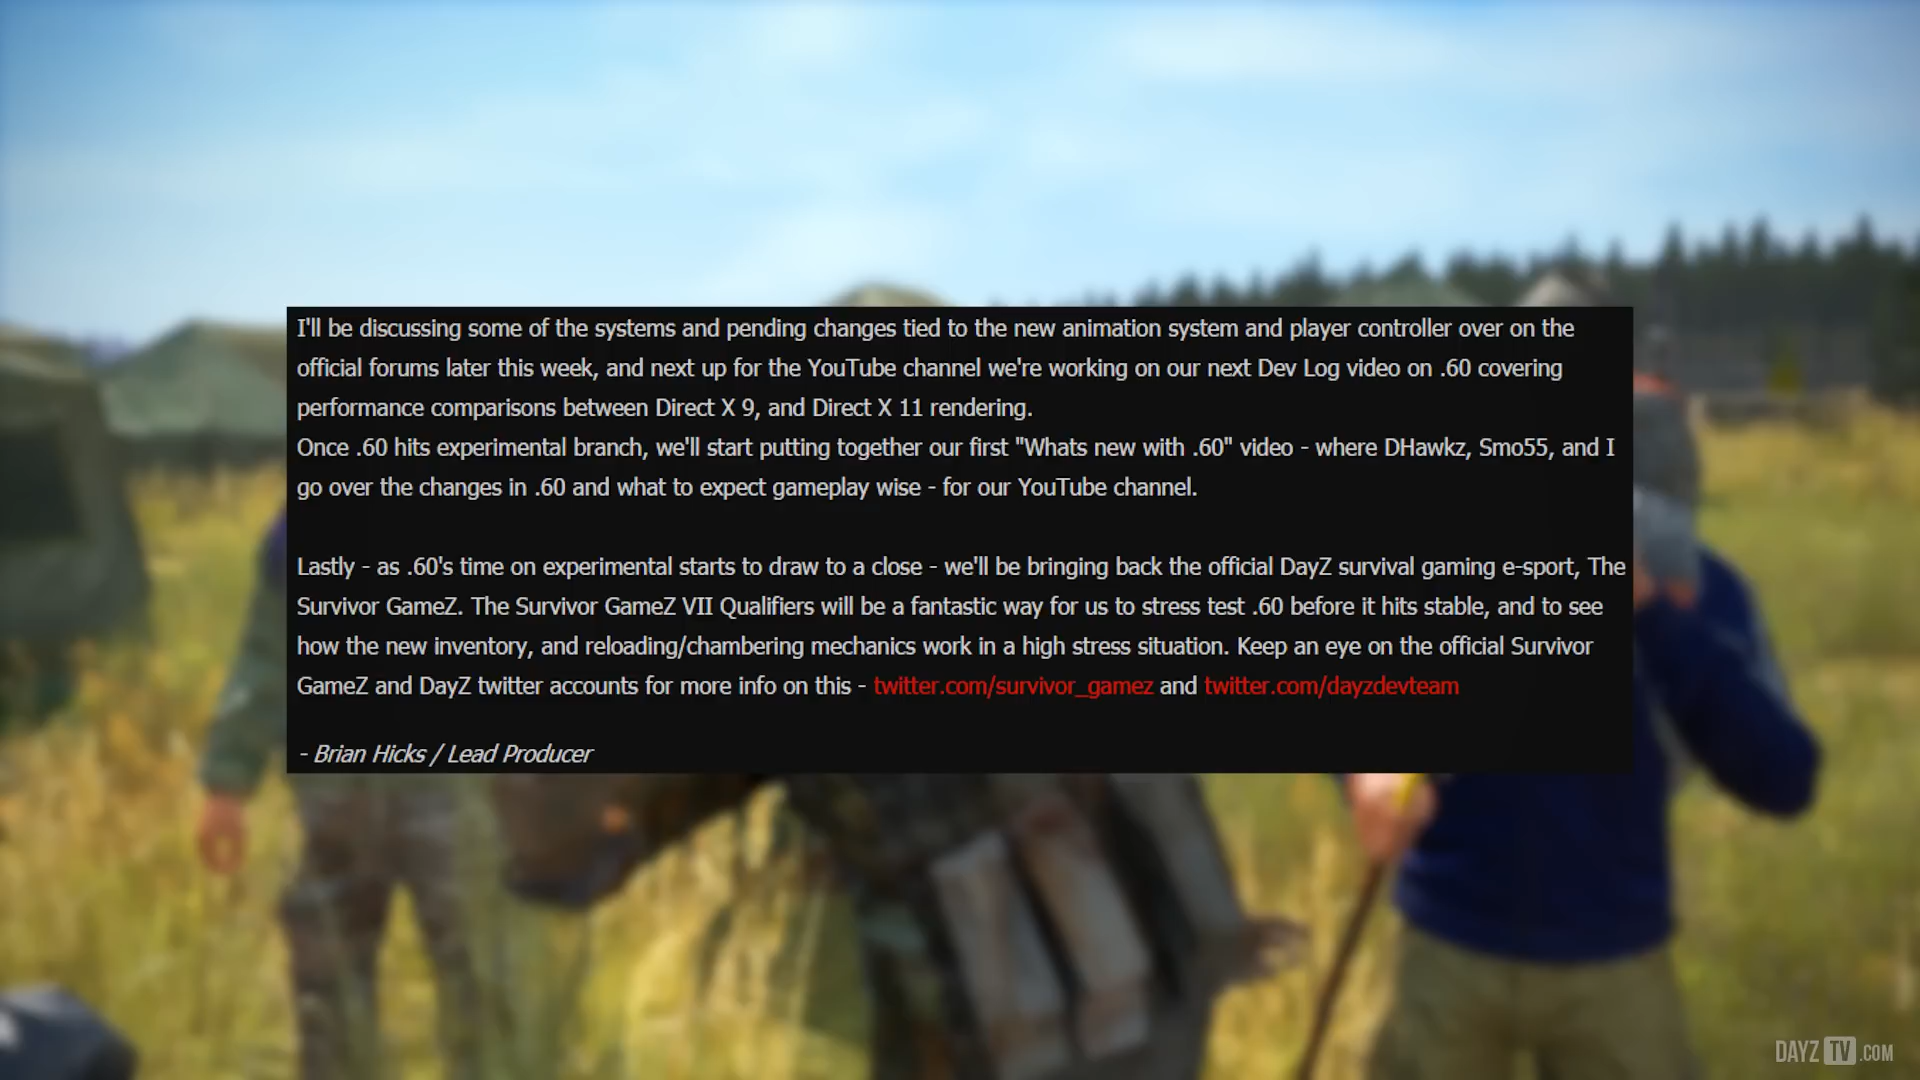 I'll be discussing some of the systems and pending changes tied to the new animation system and player controller over on the
official forums later this week, and next up for the YouTube channel we're working on our next Dev Log video on .60 covering
performance comparisons between Direct X 9, and Direct X 11 rendering.
Once .60 hits experimental branch, we'll start putting together our first "Whats new with .60" video - where DHawkz, Smo55, and I
go over the changes in .60 and what to expect gameplay wise - for our YouTube channel.
Lastly - as .60's time on experimental starts to draw to a close - we'll be bringing back the official DayZ survival gaming e-sport, The
Survivor GameZ. The Survivor GameZ VII Qualifiers will be a fantastic way for us to stress test .60 before it hits stable, and to see
how the new inventory, and reloading/chambering mechanics work in a high stress situation. Keep an eye on the official Survivor
GameZ and DayZ twitter accounts for more info on this - twitter.com/survivor_gamez and twitter.com/dayzdevteam
- Brian Hicks / Lead Producer
DAYZ TV .COM